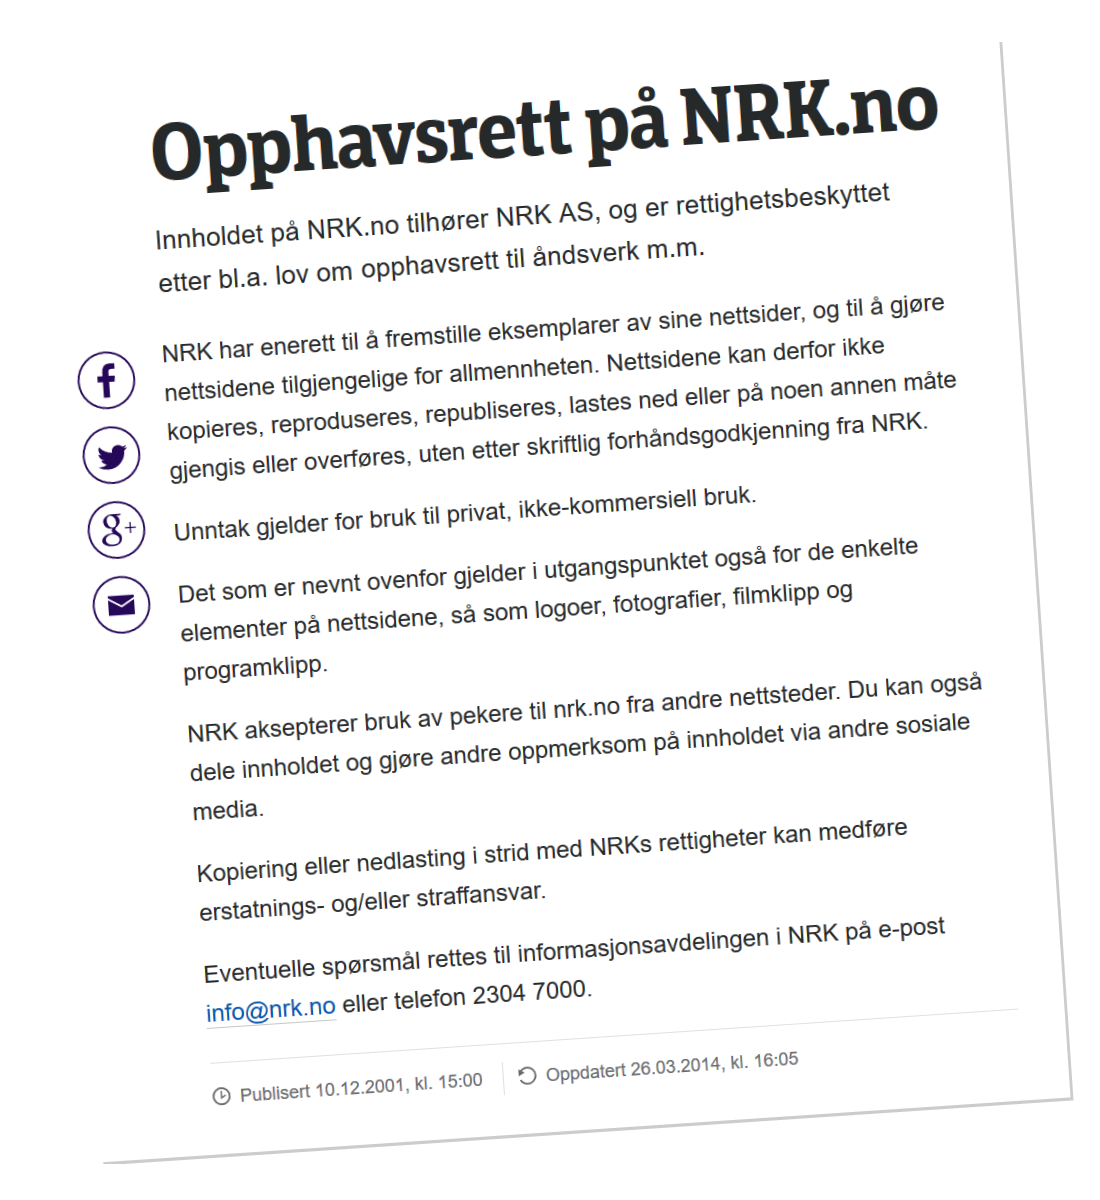 Opphavsrett på NRK.no
Innholdet på NRK.no tilhører NRK AS, og er rettighetsbeskyttet
etter bl.a. lov om opphavsrett til åndsverk m.m.
NRK har enerett til å fremstille eksemplarer av sine nettsider, og til å gjøre
nettsidene tilgjengelige for allmennheten. Nettsidene kan derfor ikke
kopieres, reproduseres, republiseres, lastes ned eller på noen annen måte
gjengis eller overføres, uten etter skriftlig forhåndsgodkjenning fra NRK.
Unntak gjelder for bruk til privat, ikke-kommersiell bruk.
Det som er nevnt ovenfor gjelder i utgangspunktet også for de enkelte
elementer på nettsidene, så som logoer, fotografier, filmklipp og
programklipp.
NRK aksepterer bruk av pekere til nrk.no fra andre nettsteder. Du kan også
dele innholdet og gjøre andre oppmerksom på innholdet via andre sosiale
media.
Kopiering eller nedlasting i strid med NRKs rettigheter kan medføre
erstatnings- og/eller straffansvar.
Eventuelle spørsmål rettes til informasjonsavdelingen i NRK på e-post
info@nrk.no eller telefon 2304 7000.
Publisert 10.12.2001, kl. 15:00 Oppdatert 26.03.2014, kl. 16:05